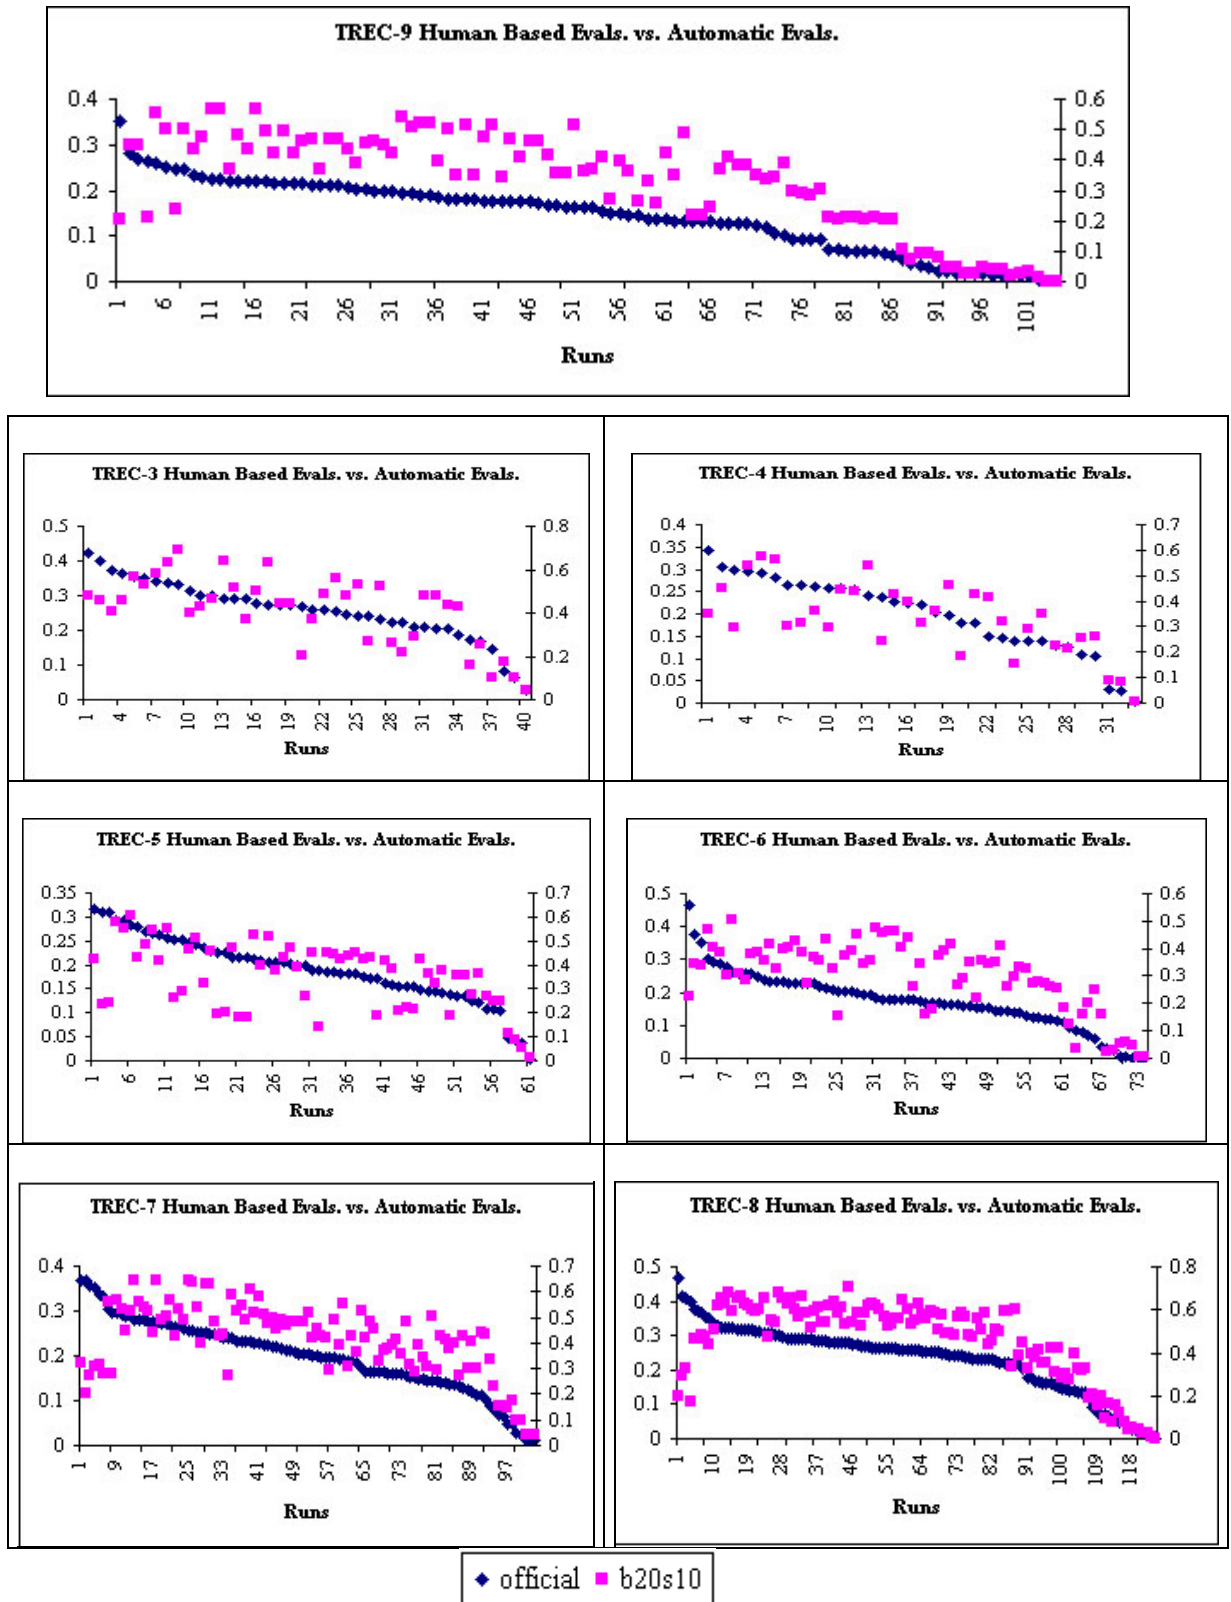 TREC-9 Human Based Evals. vs. Automatic Evals.
0.4 0.6
0.5
0.3 0.4
0.2 0.3
0.2
0.1 0.1
0 0
1 6 11 16 21 26 31 36 41 46 51 56 61 66 71 76 81 86 91 96 101
Runs
TREC-3 Human Based Evals. vs. Automatic Evals.
0.5 0.8
0.4 0.6
0.3 0.4
0.2
0.1 0.2
0 0
1 4 7 10 13 16 19 22 25 28 31 34 37 40
Runs
TREC-4 Human Based Evals. vs. Automatic Evals.
0.4 0.7
0.35 0.6
0.3 0.5
0.25 0.4
0.2 0.3
0.15 0.2
0.1 0.1
0.05
0 0
1 4 7 10 13 16 19 22 25 28 31
Runs
TREC-5 Human Based Evals. vs. Automatic Evals.
0.35 0.7
0.3 0.6
0.25 0.5
0.2 0.4
0.15 0.3
0.1 0.2
0.05 0.1
0 0
1 6 11 16 21 26 31 36 41 46 51 56 61
Runs
TREC-6 Human Based Evals. vs. Automatic Evals.
0.5 0.6
0.4 0.5
0.3 0.4
0.3
0.2 0.2
0.1 0.1
0 0
1 7 13 19 25 31 37 43 49 55 61 67 73
Runs
TREC-7 Human Based Evals. vs. Automatic Evals.
0.4 0.7
0.6
0.3 0.5
0.4
0.2 0.3
0.1 0.2
0.1
0 0
1 9 17 25 33 41 49 57 65 73 81 89 97
Runs
TREC-8 Human Based Evals. vs. Automatic Evals.
0.5 0.8
0.4 0.6
0.3 0.4
0.2
0.1 0.2
0 0
1 10 19 28 37 46 55 64 73 82 91 100 109 118
Runs
official b20s10